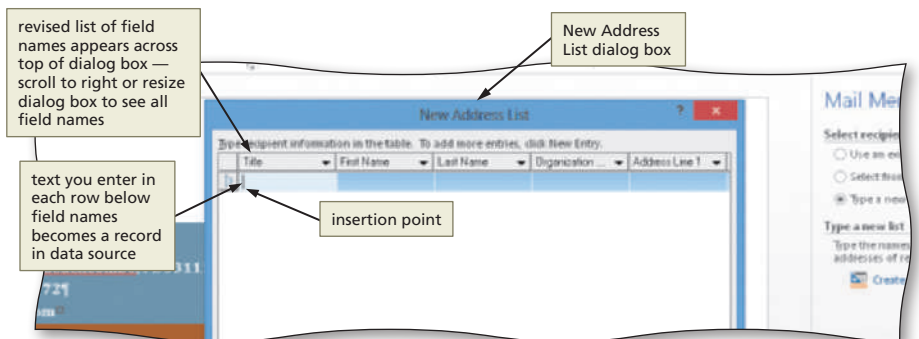 revised list of field
names appears across
top of dialog box —
scroll to right or resize
dialog box to see all
field names
New Address
List dialog box
New Address List
?
Type recipient information in the table. To add more entries, click New Entry.
Title
First Name
Last Name
Organization ...
Address Line 1
text you enter in
each row below
field names
becomes a record
in data source
insertion point
311
72¶
om
Mail Mer
Select recipie
Use an ex
Select from
Type a new
Type a new list
Type the names
addresses of re
Create